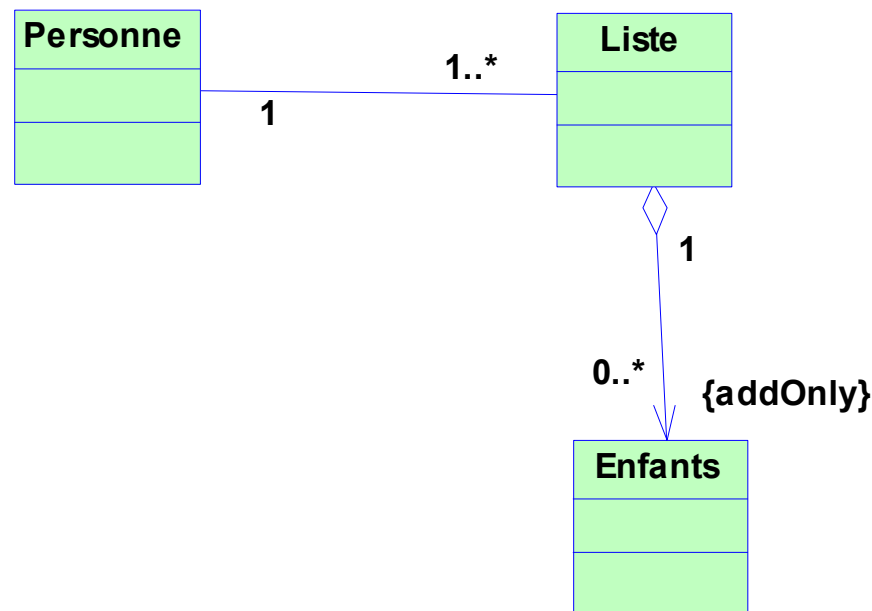 Personne
Liste
1..*
1
1
0..*
{addOnly}
Enfants